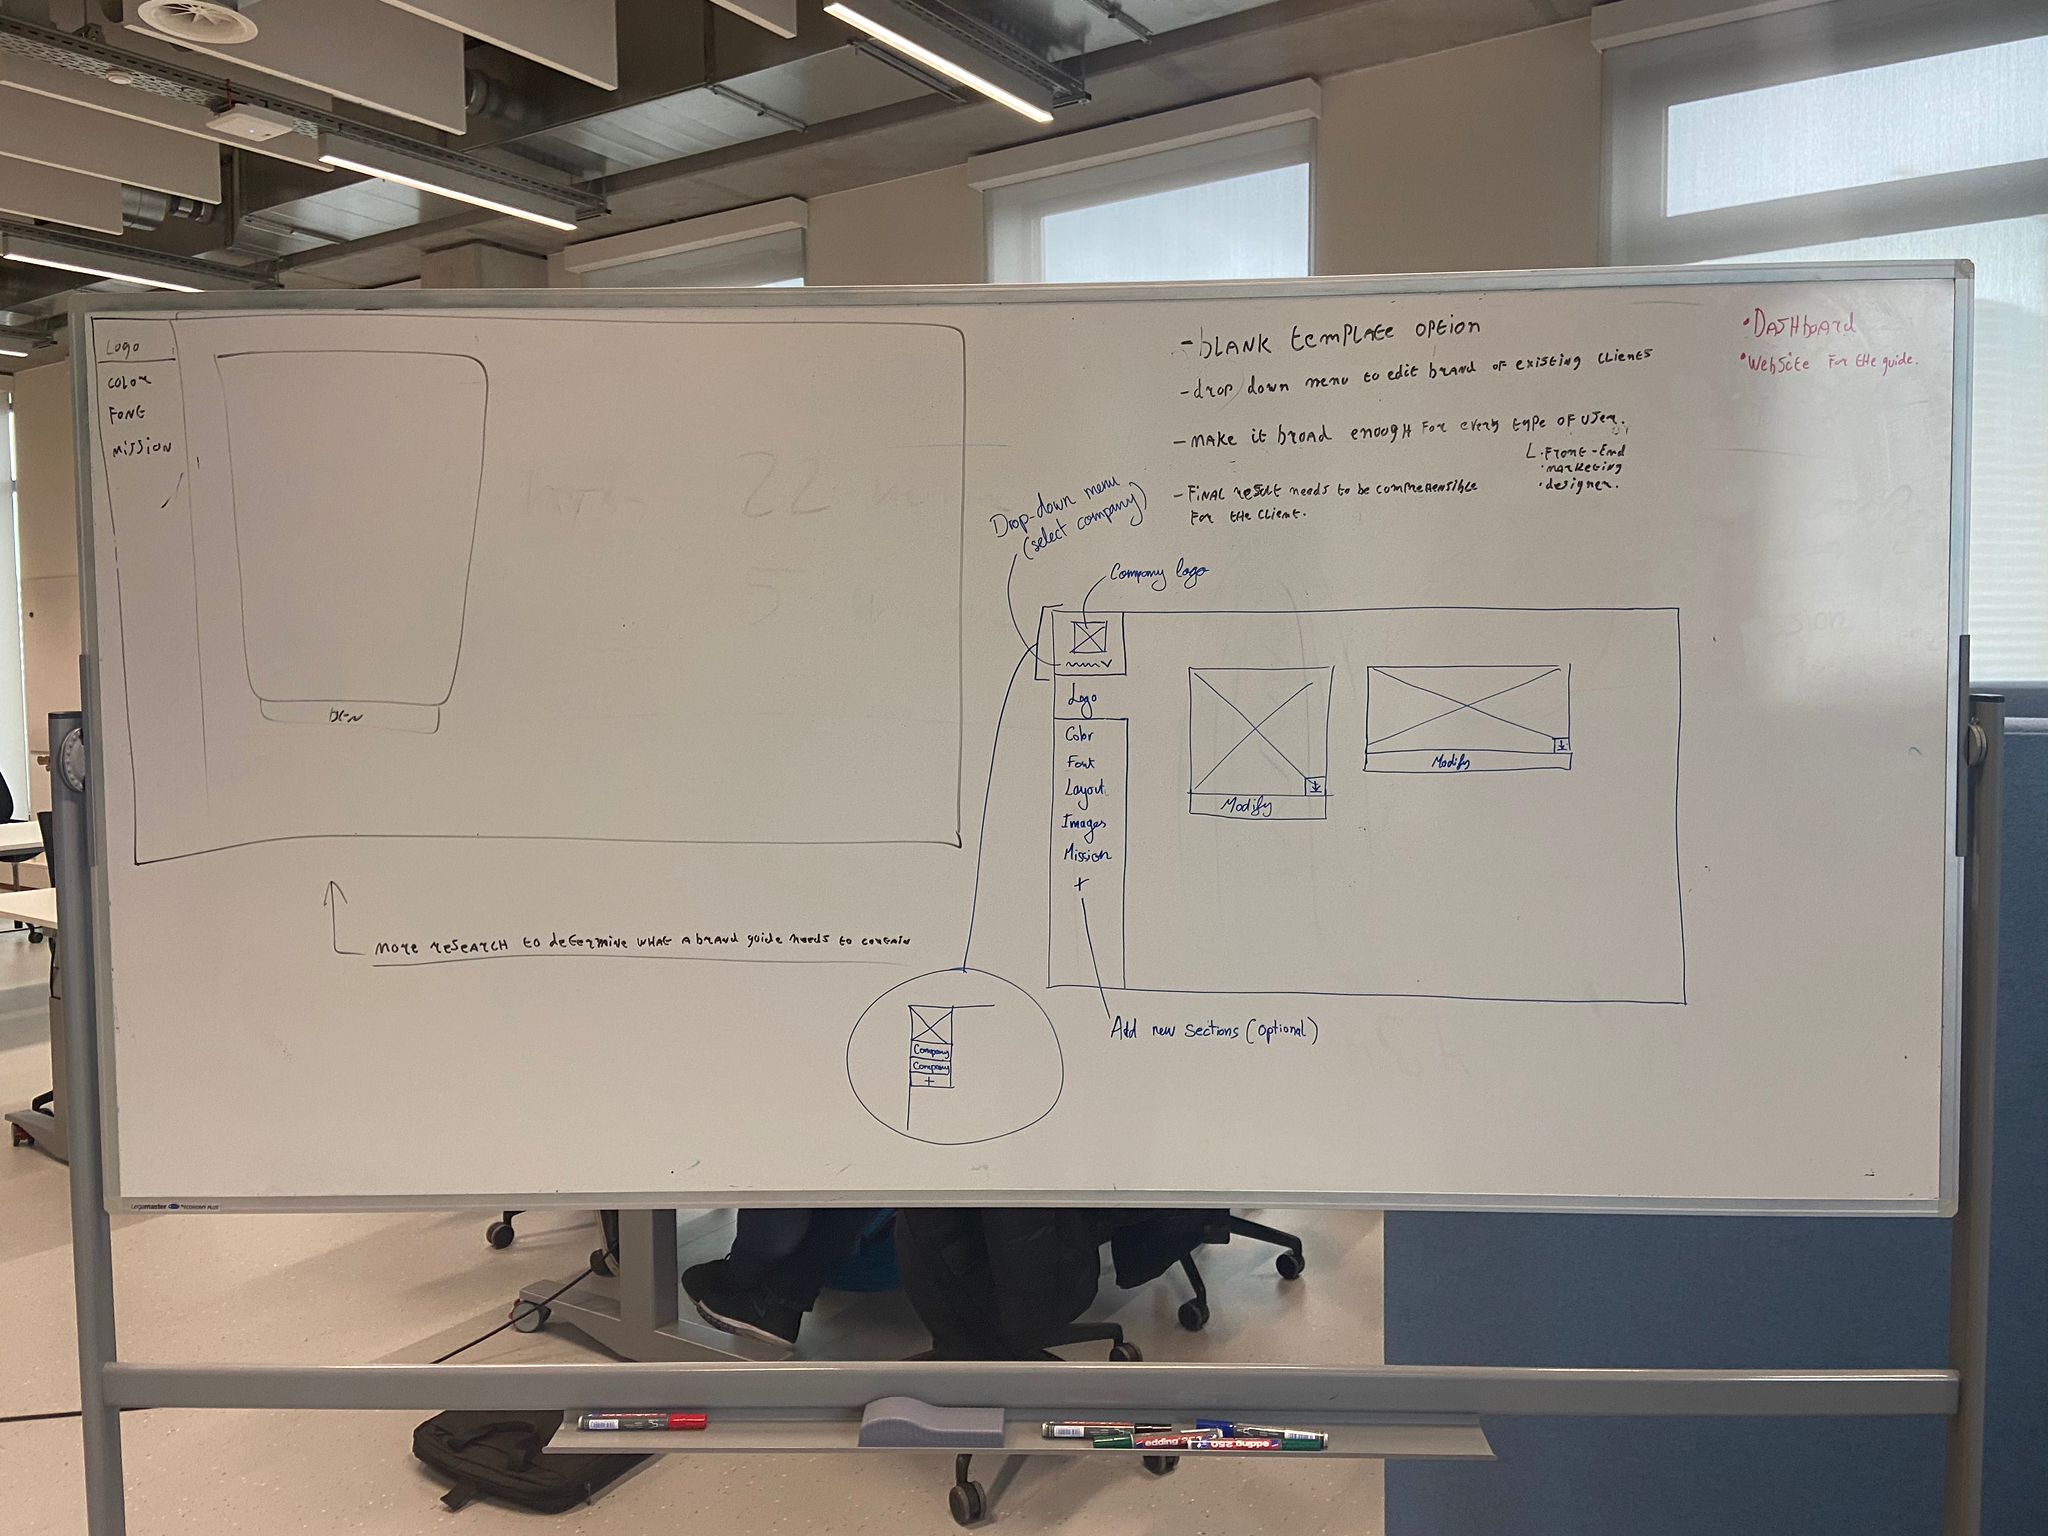 Logo
color
Font
mission
more research to determine what a brand guide needs to contain
- blank template option
- drop down menu to edit brand of existing clients
- make it broad enough for every type of user.
L. Front-End
• marketing
• designer.
- Final result needs to be comprehensible
for the client.
• Dashboard
• Website for the guide.
Drop-down menu
(select company)
Company logo
Logo
Color
Font
Layout
Images
Mission
+
Modify
Modify
Add new sections (optional)
Company
Company
+
Legamaster ECONOMY PLUS
edding 250